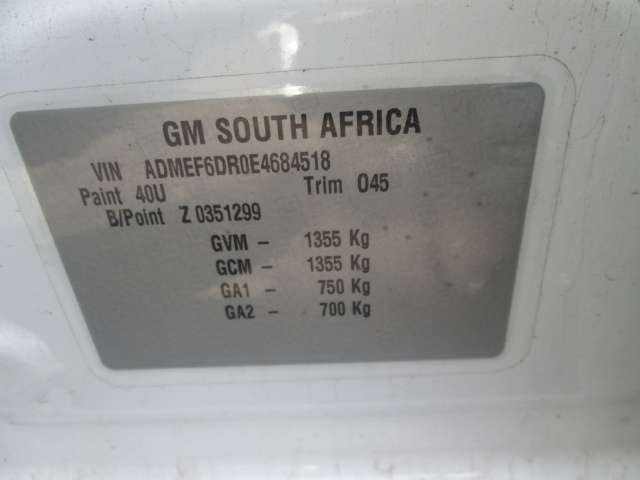 GM SOUTH AFRICA
VIN ADMEF6DR0E4684518
Paint 40U Trim 045
B/Point Z 0351299
GVM - 1355 Kg
GCM - 1355 Kg
GA1 - 750 Kg
GA2 - 700 Kg